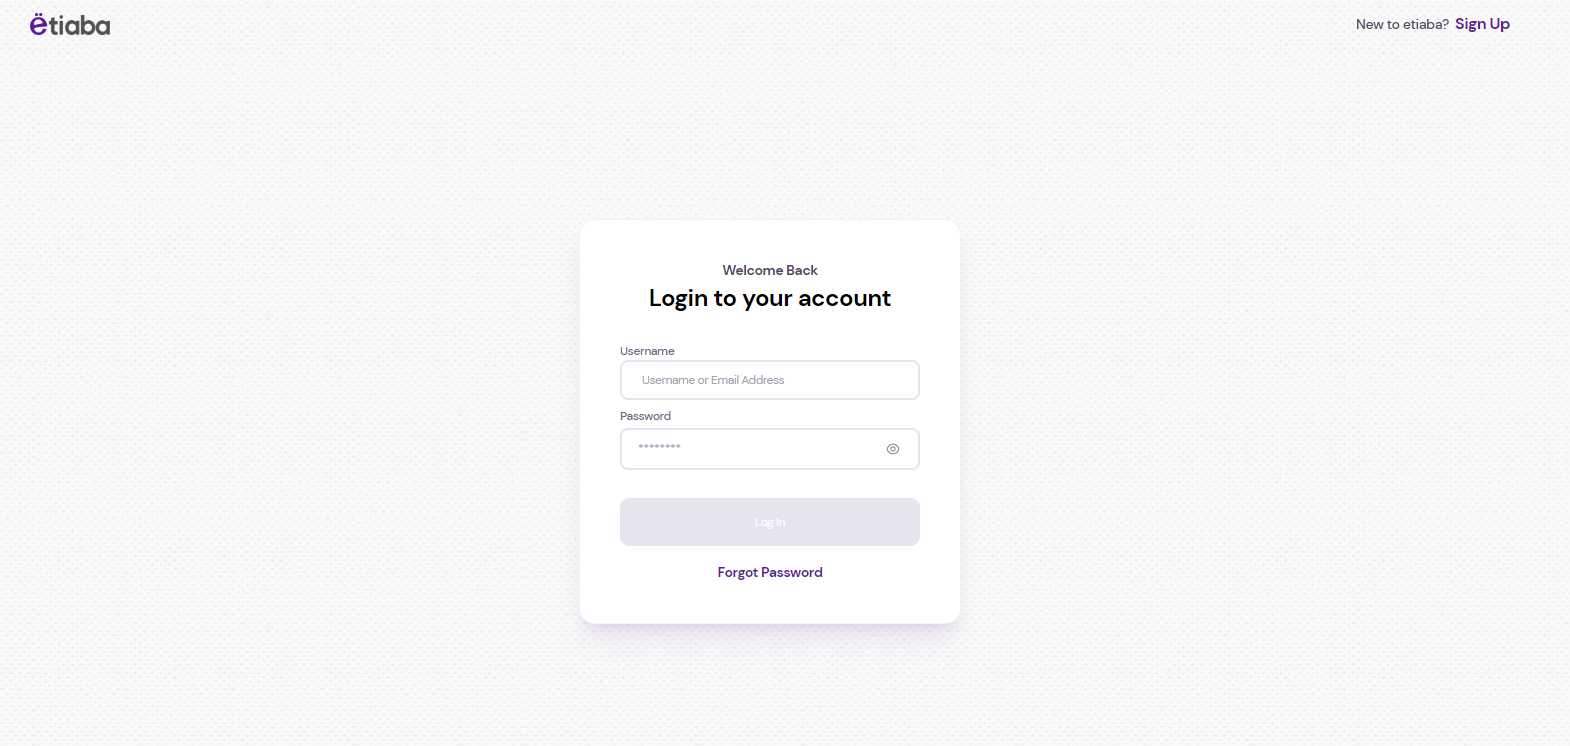 ëtiaba
New to etiaba? Sign Up
Welcome Back
Login to your account
Username
Username or Email Address
Password
********
Log In
Forgot Password